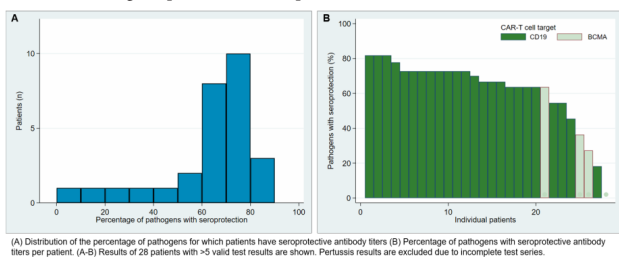 A
Patients (n)
10
5
0
0 20 40 60 80 100
Percentage of pathogens with seroprotection
B
CAR-T cell target
CD19 BCMA
Pathogens with seroprotection (%)
100
80
60
40
20
0
0 20
Individual patients
(A) Distribution of the percentage of pathogens for which patients have seroprotective antibody titers (B) Percentage of pathogens with seroprotective antibody
titers per patient. (A-B) Results of 28 patients with >5 valid test results are shown. Pertussis results are excluded due to incomplete test series.